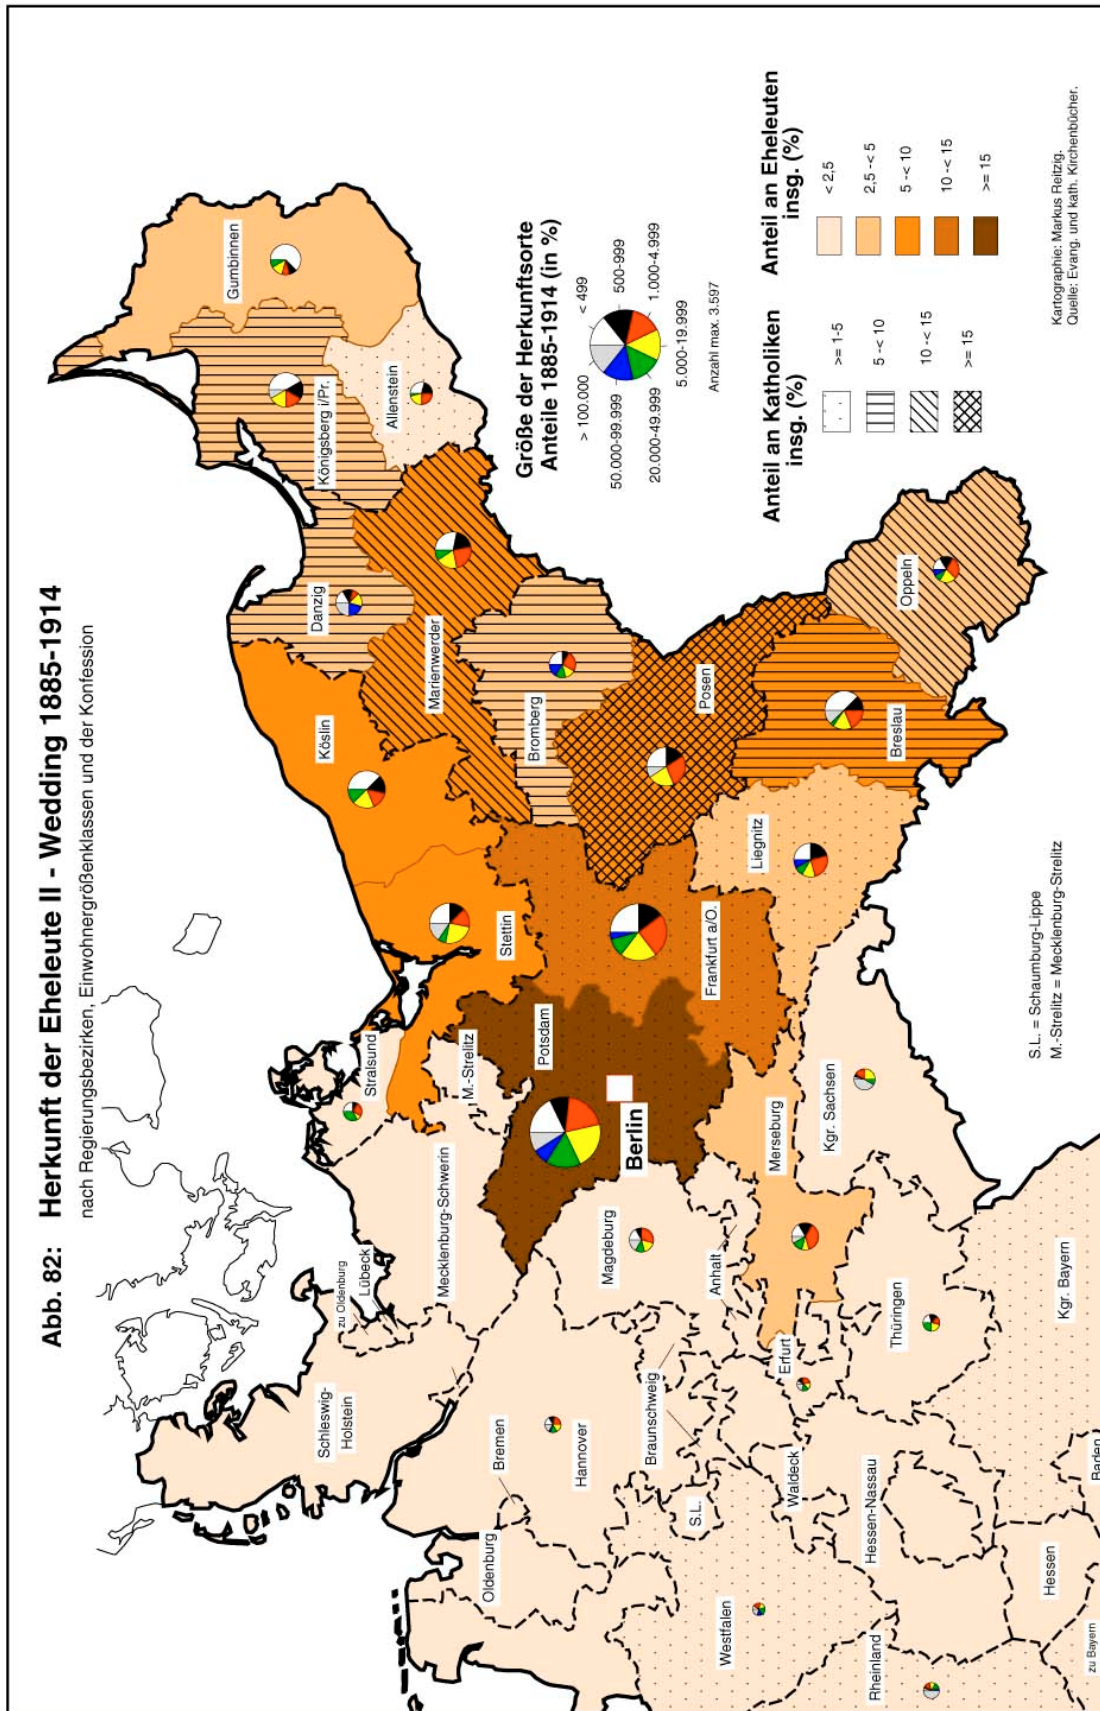 Abb. 82: Herkunft der Eheleute II - Wedding 1885-1914
nach Regierungsbezirken, Einwohnergrößenklassen und der Konfession
Schleswig-
Holstein
zu Oldenburg
Lübeck
Mecklenburg-Schwerin
Stralsund
M.-Strelitz
Stettin
Köslin
Danzig
Marienwerder
Königsberg i/Pr.
Gumbinnen
Allenstein
Bromberg
Posen
Oppeln
Breslau
Liegnitz
Frankfurt a/O.
Potsdam
Berlin
Oldenburg
Bremen
Hannover
Braunschweig
Magdeburg
Anhalt
Merseburg
Kgr. Sachsen
S.L.
Waldeck
Erfurt
Thüringen
Westfalen
Hessen-Nassau
Rheinland
Hessen
Kgr. Bayern
Baden
zu Bayern
Größe der Herkunftsorte
Anteile 1885-1914 (in %)
> 100.000
< 499
500-999
1.000-4.999
5.000-19.999
20.000-49.999
50.000-99.999
Anzahl max. 3.597
Anteil an Katholiken
insg. (%)
>= 1-5
5 -< 10
10 -< 15
>= 15
Anteil an Eheleuten
insg. (%)
< 2,5
2,5 -< 5
5 -< 10
10 -< 15
>= 15
S.L. = Schaumburg-Lippe
M.-Strelitz = Mecklenburg-Strelitz
Kartographie: Markus Reitzig.
Quelle: Evang. und kath. Kirchenbücher.